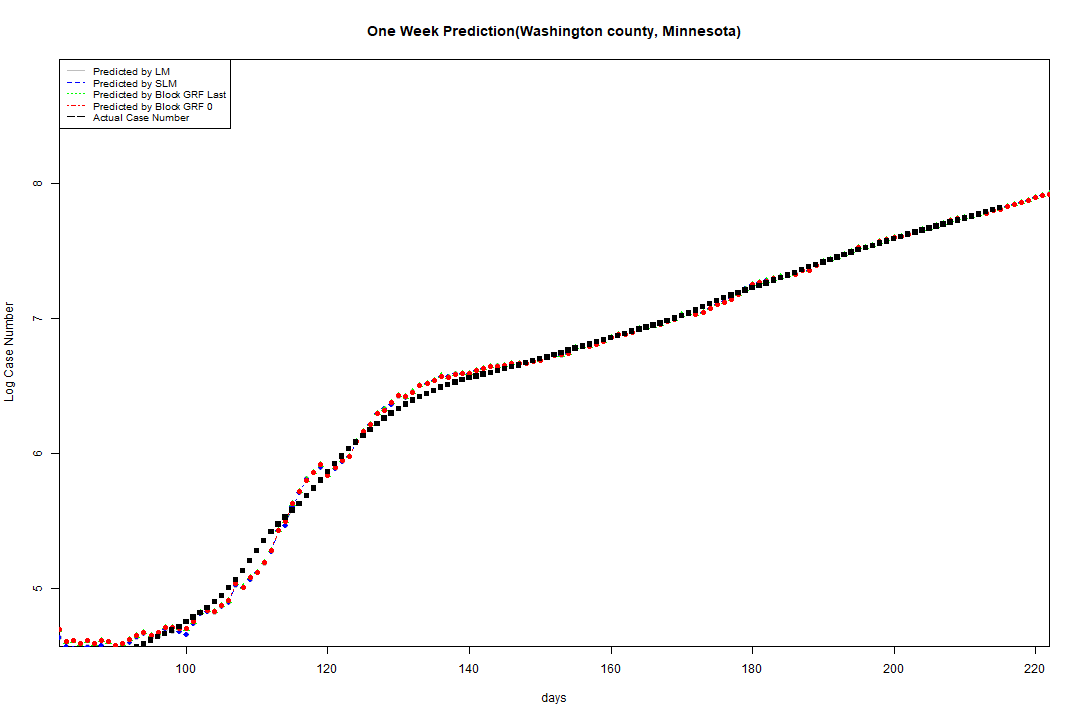 One Week Prediction(Washington county, Minnesota)
Predicted by LM
Predicted by SLM
Predicted by Block GRF Last
Predicted by Block GRF 0
Actual Case Number
8
7
6
5
Log Case Number
100 120 140 160 180 200 220
days